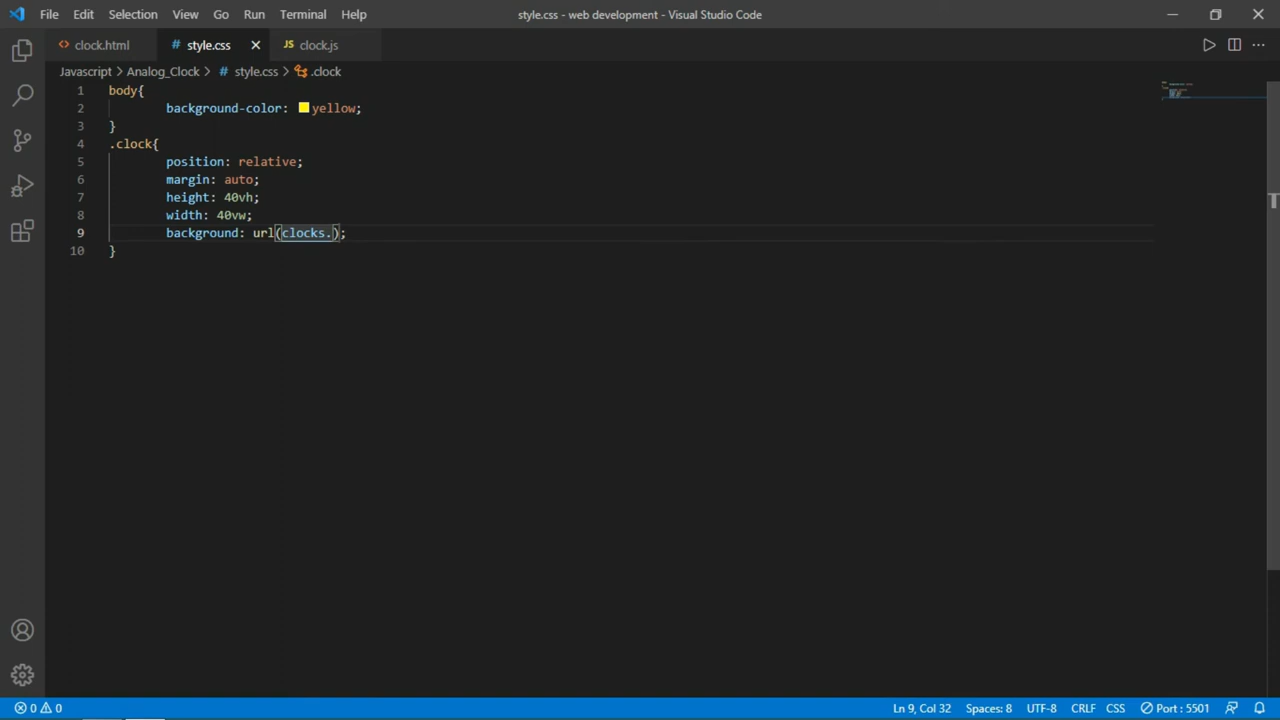 File Edit Selection View Go Run Terminal Help style.css - web development - Visual Studio Code
<> clock.html # style.css JS clock.js
Javascript > Analog_Clock > # style.css > .clock
1 body{
2 background-color: yellow;
3 }
4 .clock{
5 position: relative;
6 margin: auto;
7 height: 40vh;
8 width: 40vw;
9 background: url(clocks.);
10 }
0 0 Ln 9, Col 32 Spaces: 8 UTF-8 CRLF CSS Port : 5501